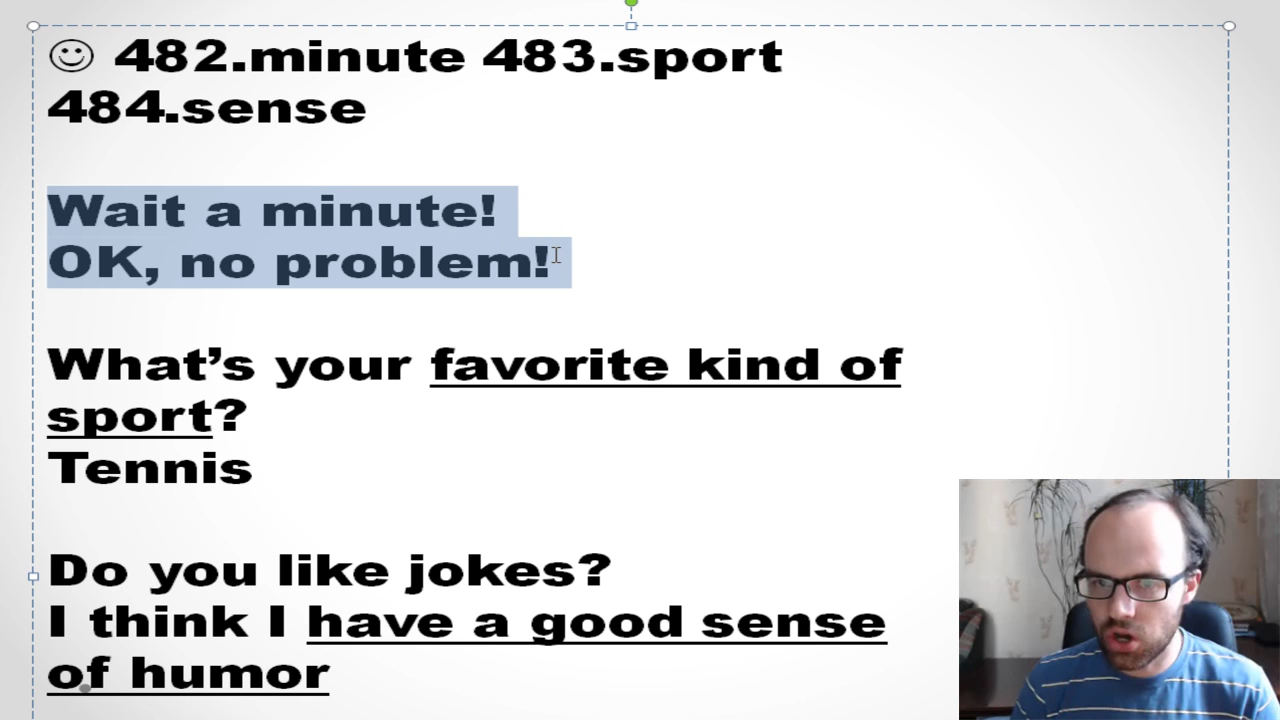 ☺ 482.minute 483.sport
484.sense
Wait a minute!
OK, no problem!
What’s your favorite kind of
sport?
Tennis
Do you like jokes?
I think I have a good sense
of humor